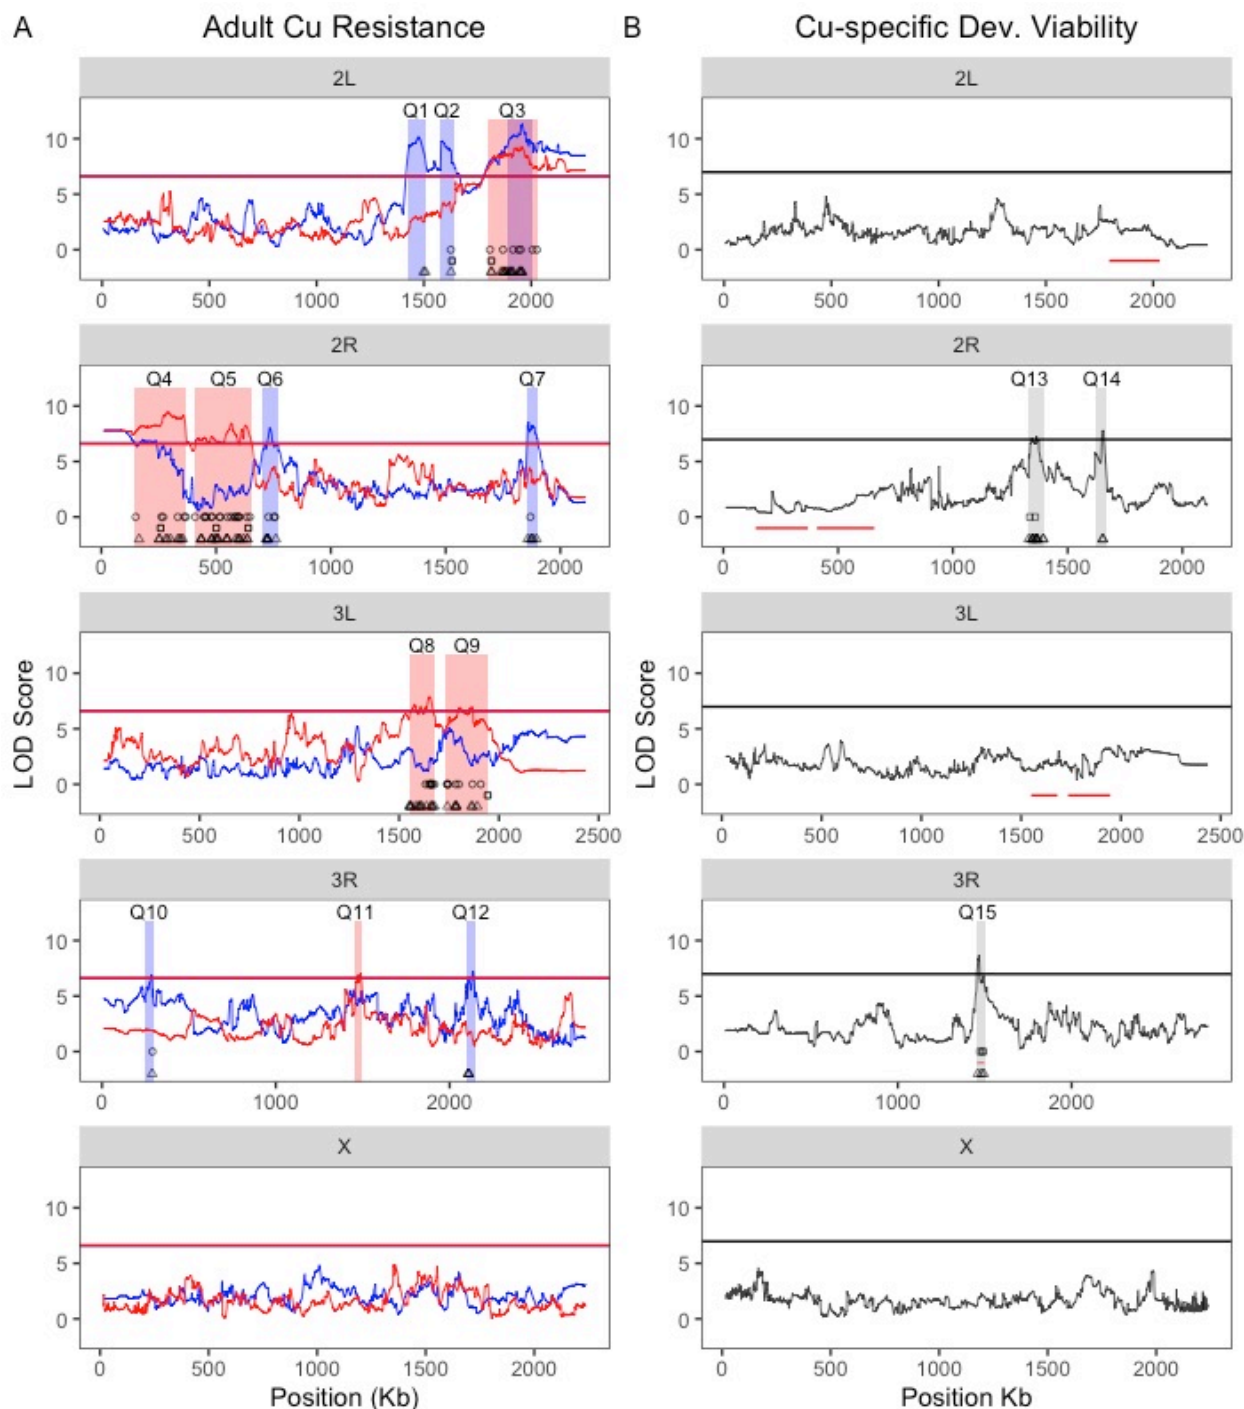 A Adult Cu Resistance
2L
Q1 Q2 Q3
10
5
0
0 500 1000 1500 2000
2R
Q4 Q5 Q6 Q7
10
5
0
0 500 1000 1500 2000
3L
Q8 Q9
10
5
0
0 500 1000 1500 2000 2500
3R
Q10 Q11 Q12
10
5
0
0 1000 2000
X
10
5
0
0 500 1000 1500 2000
Position (Kb)
LOD Score
B Cu-specific Dev. Viability
2L
10
5
0
0 500 1000 1500 2000
2R
Q13 Q14
10
5
0
0 500 1000 1500 2000
3L
10
5
0
0 500 1000 1500 2000 2500
3R
Q15
10
5
0
0 1000 2000
X
10
5
0
0 500 1000 1500 2000
Position Kb
LOD Score